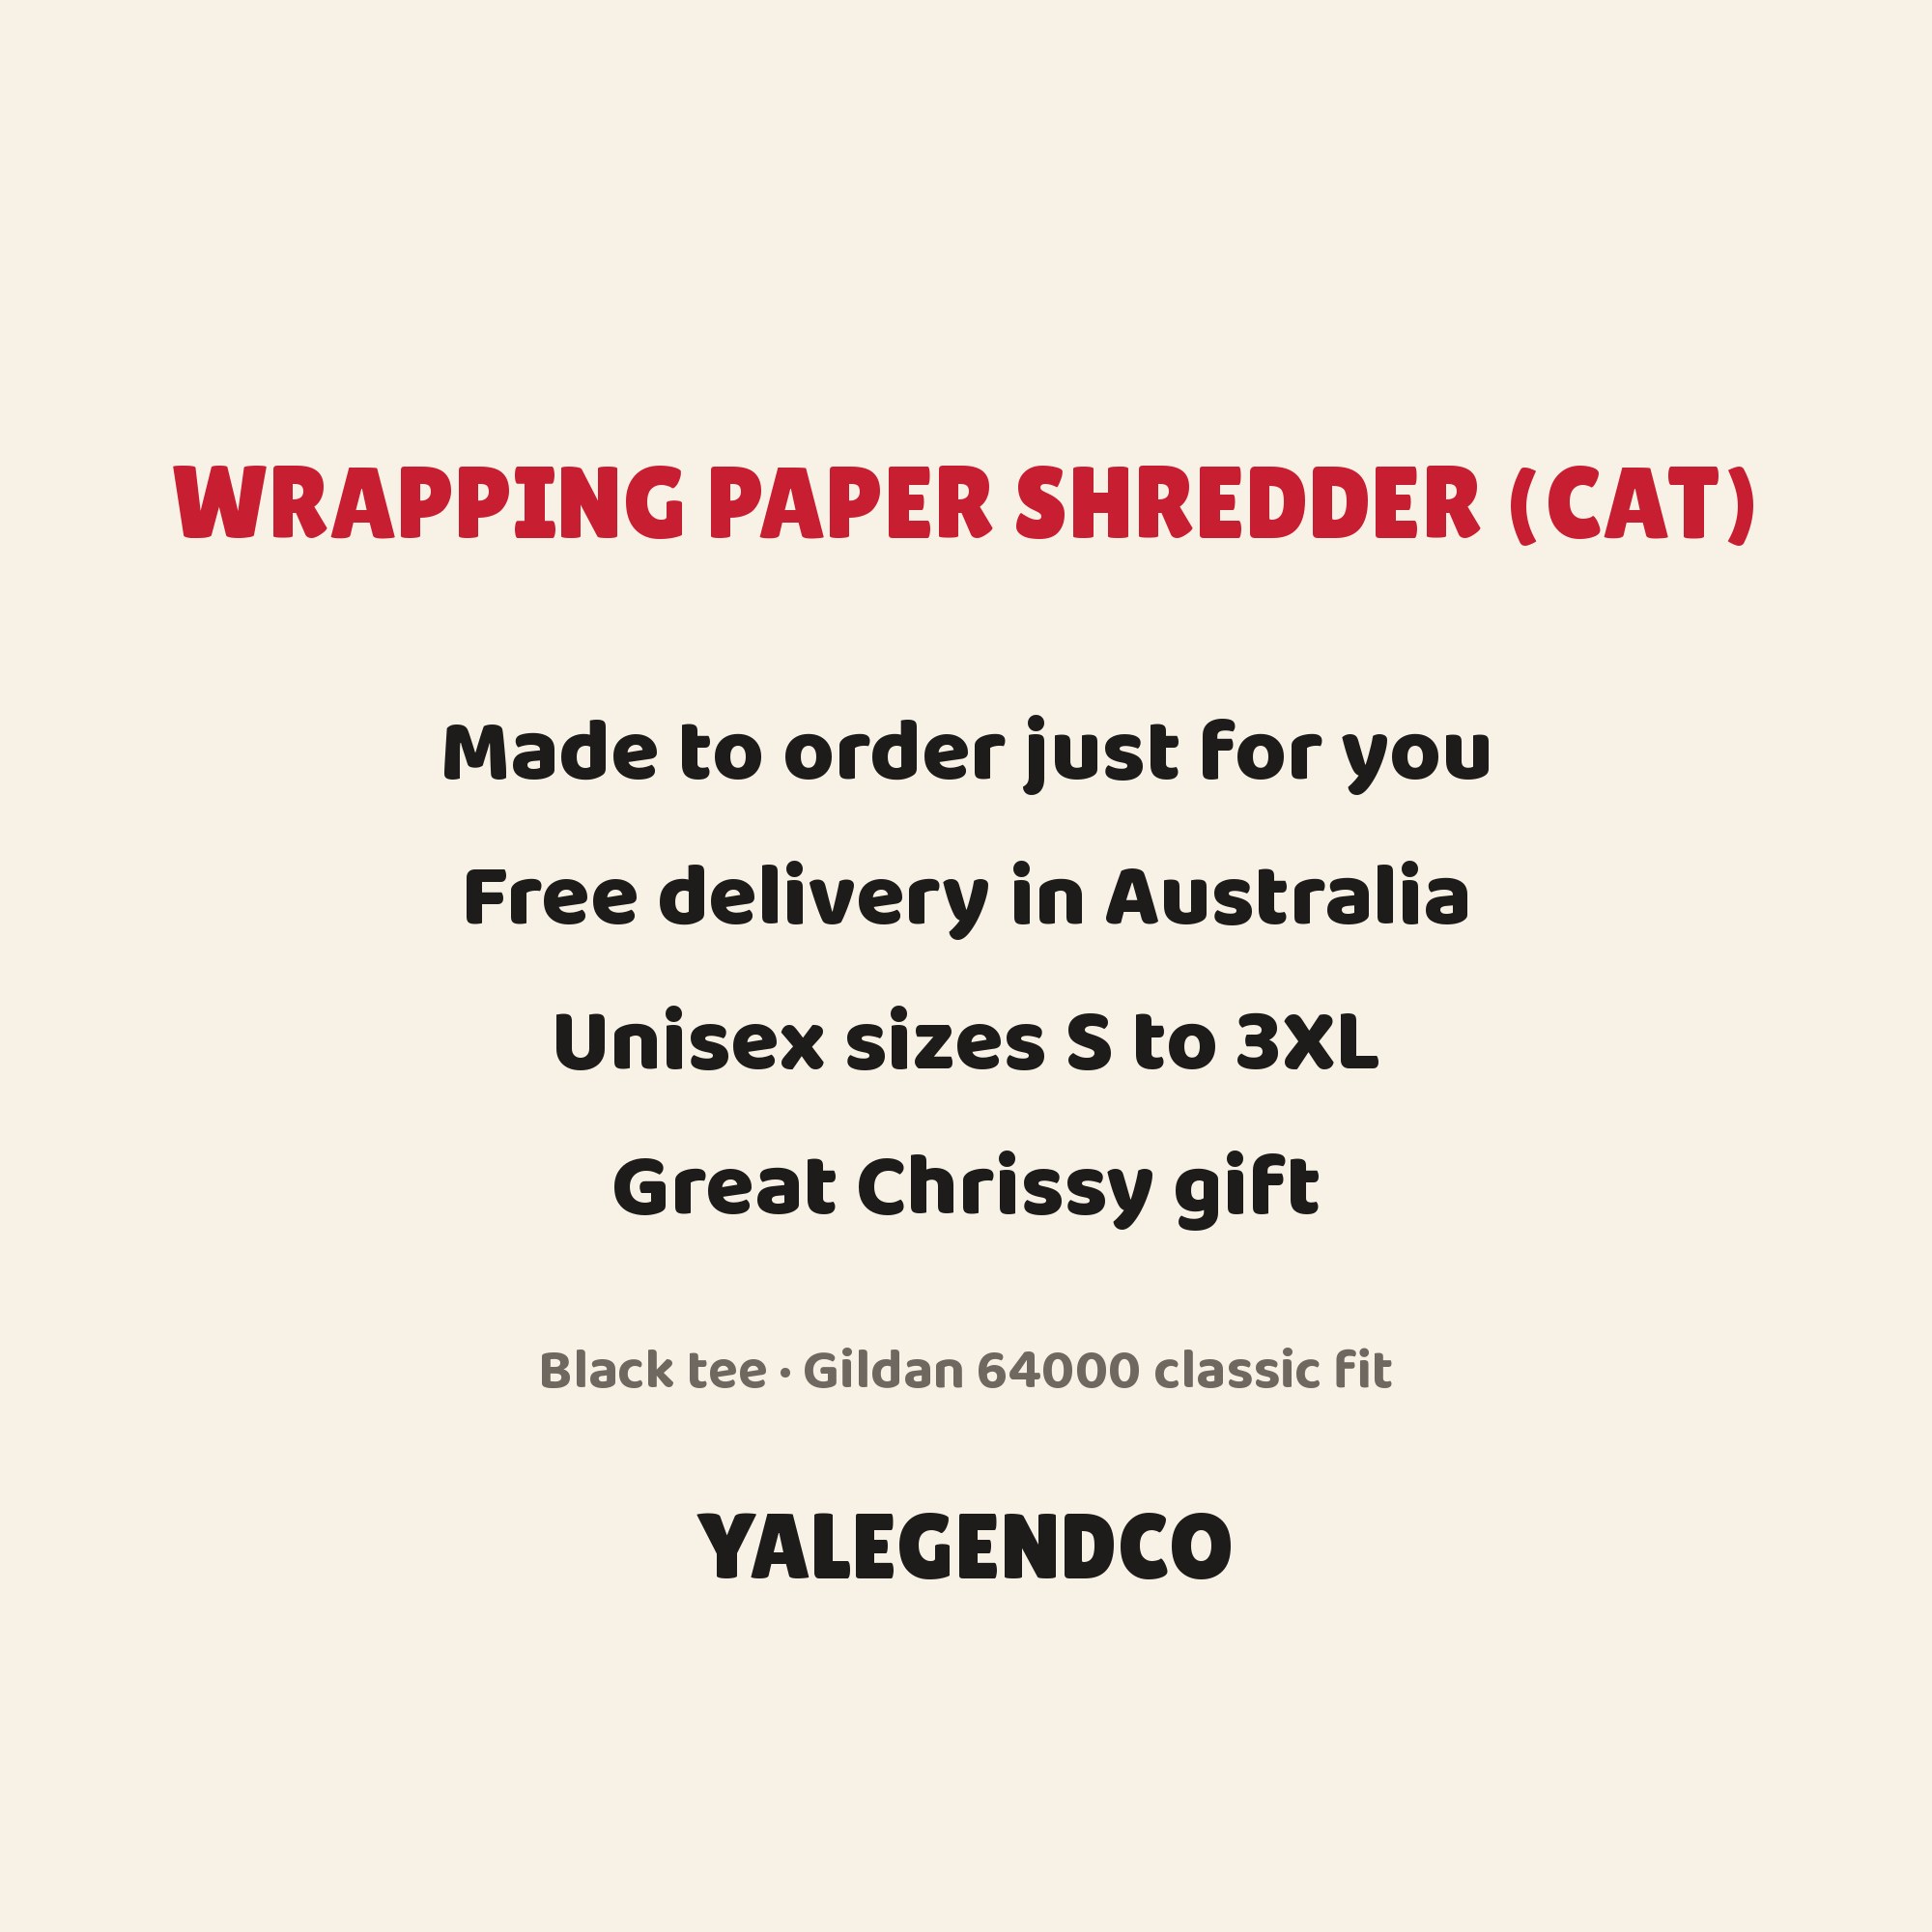 WRAPPING PAPER SHREDDER (CAT)
Made to order just for you
Free delivery in Australia
Unisex sizes S to 3XL
Great Chrissy gift
Black tee · Gildan 64000 classic fit
YALEGENDCO